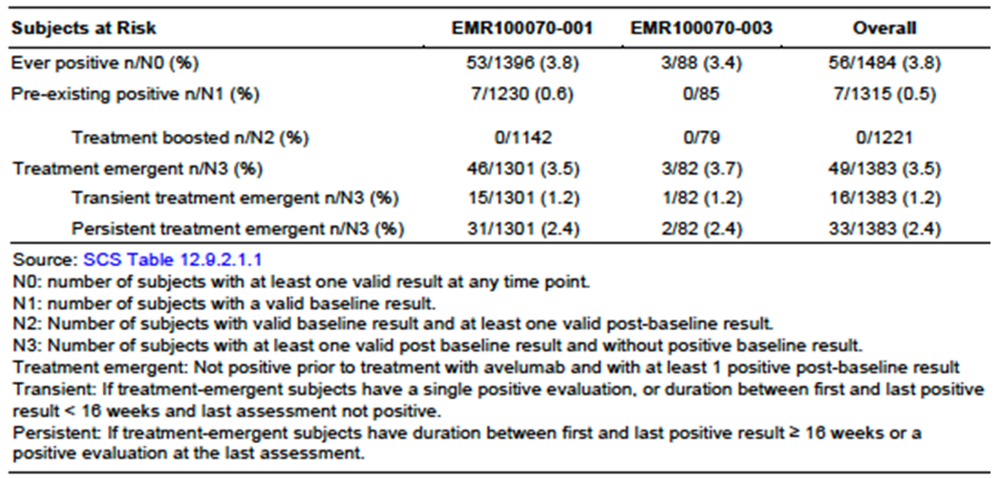 Subjects at Risk EMR100070-001 EMR100070-003 Overall
Ever positive n/N0 (%) 53/1396 (3.8) 3/88 (3.4) 56/1484 (3.8)
Pre-existing positive n/N1 (%) 7/1230 (0.6) 0/85 7/1315 (0.5)
Treatment boosted n/N2 (%) 0/1142 0/79 0/1221
Treatment emergent n/N3 (%) 46/1301 (3.5) 3/82 (3.7) 49/1383 (3.5)
Transient treatment emergent n/N3 (%) 15/1301 (1.2) 1/82 (1.2) 16/1383 (1.2)
Persistent treatment emergent n/N3 (%) 31/1301 (2.4) 2/82 (2.4) 33/1383 (2.4)
Source: SCS Table 12.9.2.1.1
N0: number of subjects with at least one valid result at any time point.
N1: number of subjects with a valid baseline result.
N2: Number of subjects with valid baseline result and at least one valid post-baseline result.
N3: Number of subjects with at least one valid post baseline result and without positive baseline result.
Treatment emergent: Not positive prior to treatment with avelumab and with at least 1 positive post-baseline result
Transient: If treatment-emergent subjects have a single positive evaluation, or duration between first and last positive
result < 16 weeks and last assessment not positive.
Persistent: If treatment-emergent subjects have duration between first and last positive result ≥ 16 weeks or a
positive evaluation at the last assessment.